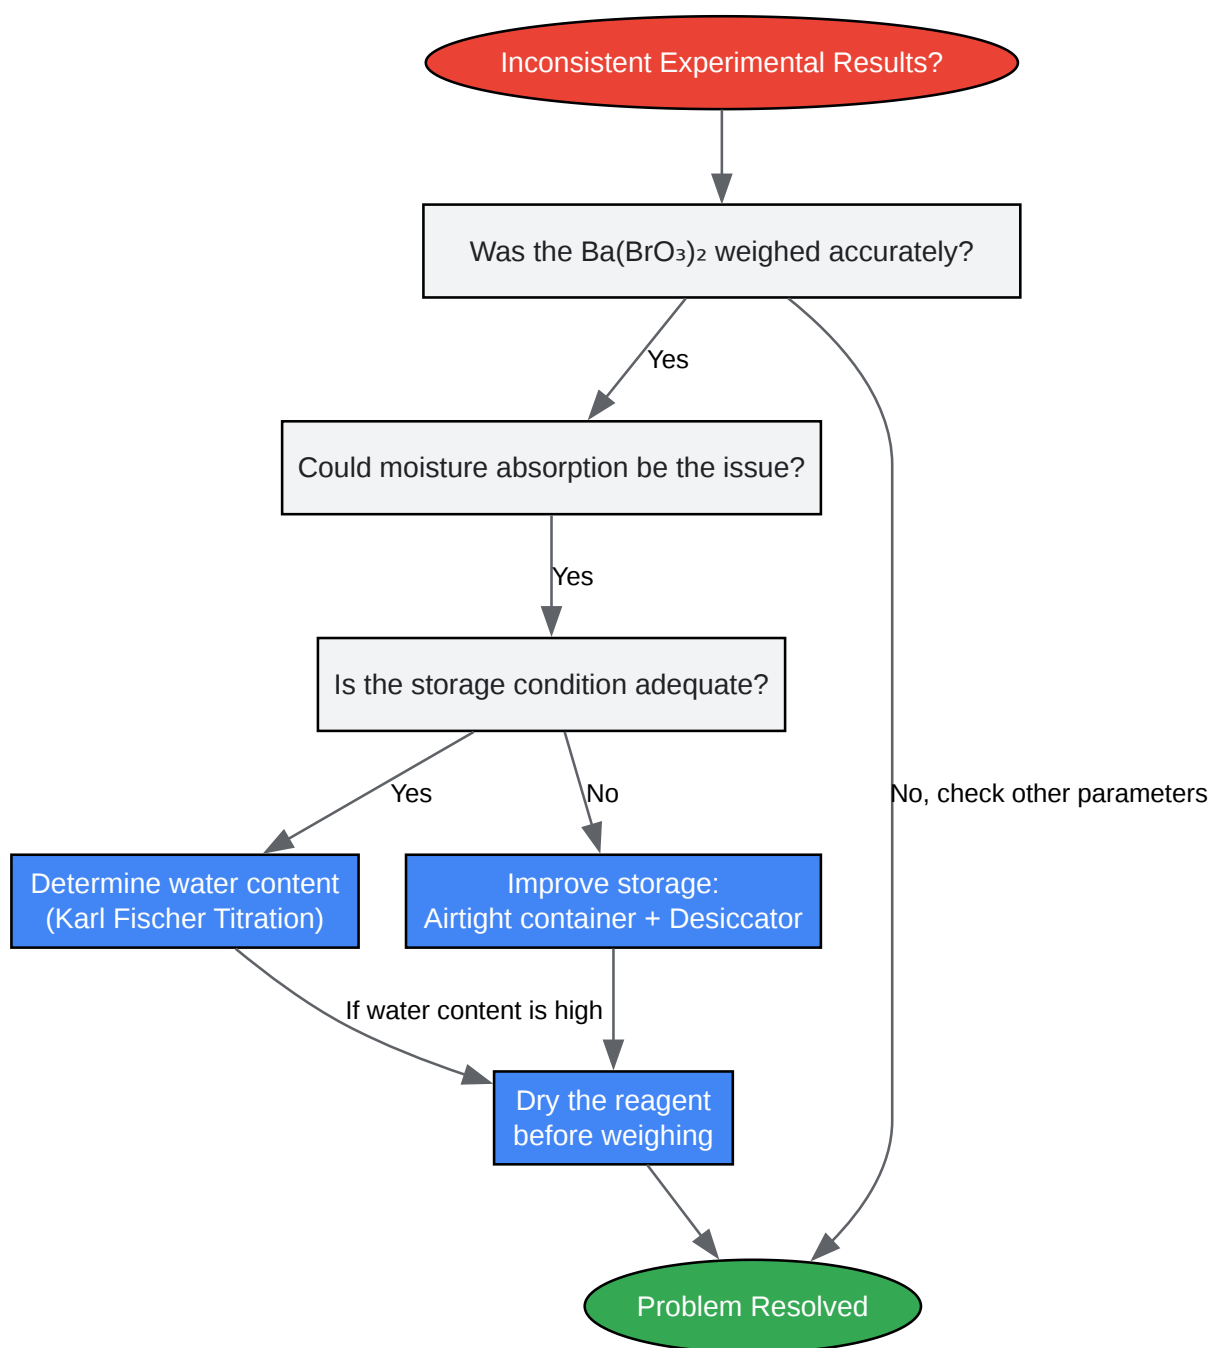 Inconsistent Experimental Results?
Was the Ba(BrO₃)₂ weighed accurately?
Yes
Could moisture absorption be the issue?
Yes
Is the storage condition adequate?
Yes
No
No, check other parameters
Determine water content
(Karl Fischer Titration)
Improve storage:
Airtight container + Desiccator
If water content is high
Dry the reagent
before weighing
Problem Resolved